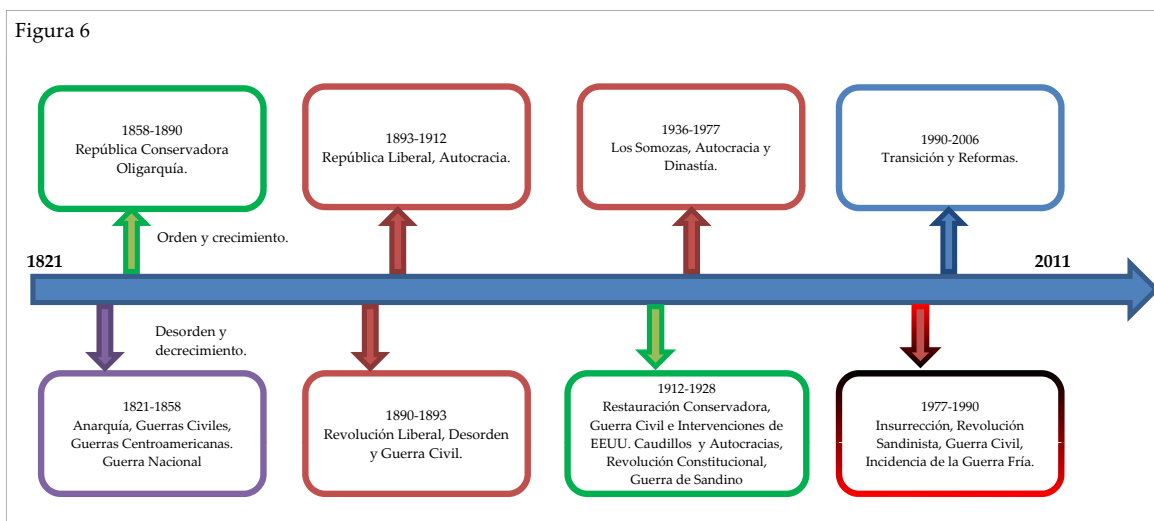 Figura 6
1858-1890
República Conservadora
Oligarquía.
1893-1912
República Liberal, Autocracia.
1936-1977
Los Somozas, Autocracia y
Dinastía.
1990-2006
Transición y Reformas.
Orden y crecimiento.
1821
2011
Desorden y
decrecimiento.
1821-1858
Anarquía, Guerras Civiles,
Guerras Centroamericanas.
Guerra Nacional
1890-1893
Revolución Liberal, Desorden
y Guerra Civil.
1912-1928
Restauración Conservadora,
Guerra Civil e Intervenciones de
EEUU. Caudillos y Autocracias,
Revolución Constitucional,
Guerra de Sandino
1977-1990
Insurrección, Revolución
Sandinista, Guerra Civil,
Incidencia de la Guerra Fría.